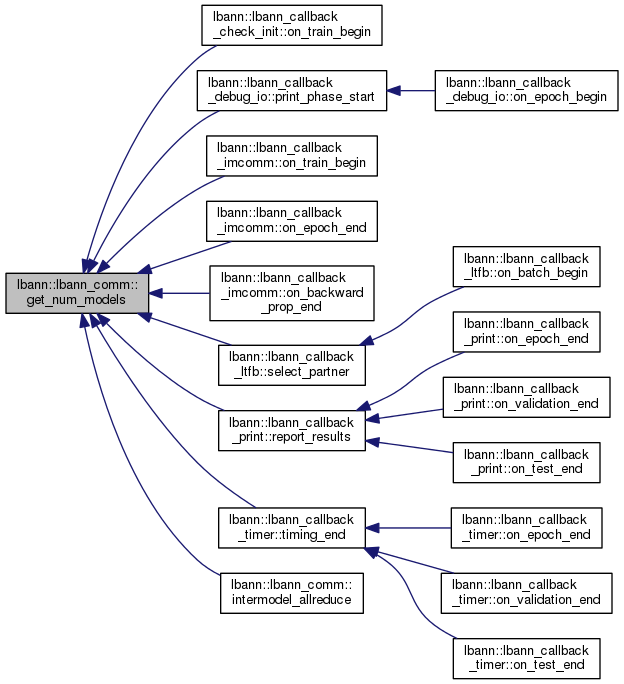 lbann::lbann_callback
_check_init::on_train_begin
lbann::lbann_callback
_debug_io::print_phase_start
lbann::lbann_callback
_debug_io::on_epoch_begin
lbann::lbann_callback
_imcomm::on_train_begin
lbann::lbann_callback
_imcomm::on_epoch_end
lbann::lbann_comm::
get_num_models
lbann::lbann_callback
_imcomm::on_backward
_prop_end
lbann::lbann_callback
_ltfb::on_batch_begin
lbann::lbann_callback
_ltfb::select_partner
lbann::lbann_callback
_print::on_epoch_end
lbann::lbann_callback
_print::on_validation_end
lbann::lbann_callback
_print::report_results
lbann::lbann_callback
_print::on_test_end
lbann::lbann_callback
_timer::timing_end
lbann::lbann_callback
_timer::on_epoch_end
lbann::lbann_comm::
intermodel_allreduce
lbann::lbann_callback
_timer::on_validation_end
lbann::lbann_callback
_timer::on_test_end